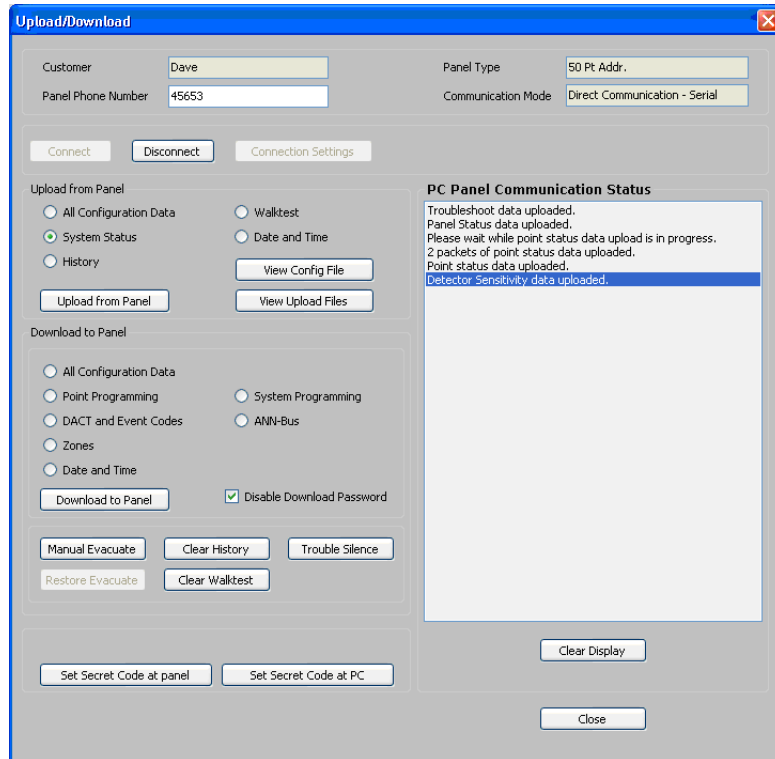 Upload/Download
Customer Dave Panel Type 50 Pt Addr.
Panel Phone Number 45653 Communication Mode Direct Communication - Serial
Connect Disconnect Connection Settings
Upload from Panel
All Configuration Data Walktest
System Status Date and Time
History View Config File
Upload from Panel View Upload Files
Download to Panel
All Configuration Data
Point Programming System Programming
DACT and Event Codes ANN-Bus
Zones
Date and Time
Download to Panel Disable Download Password
Manual Evacuate Clear History Trouble Silence
Restore Evacuate Clear Walktest
Set Secret Code at panel Set Secret Code at PC
PC Panel Communication Status
Troubleshoot data uploaded.
Panel Status data uploaded.
Please wait while point status data upload is in progress.
2 packets of point status data uploaded.
Point status data uploaded.
Detector Sensitivity data uploaded.
Clear Display
Close